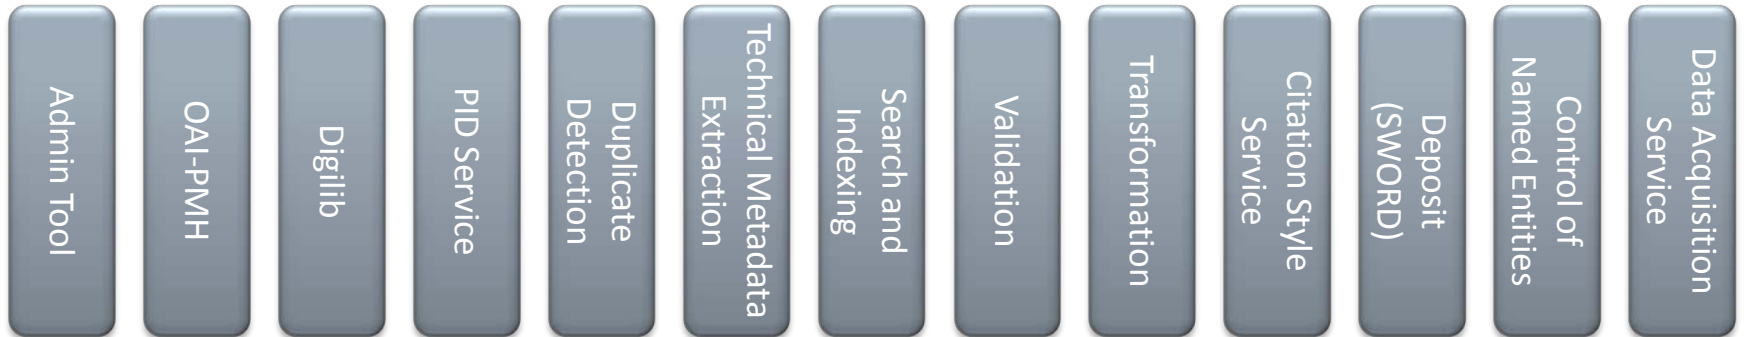 Admin Tool
OAI-PMH
Digilib
PID Service
Duplicate
Detection
Technical Metadata
Extraction
Search and
Indexing
Validation
Transformation
Citation Style
Service
Deposit
(SWORD)
Control of
Named Entities
Data Acquisition
Service